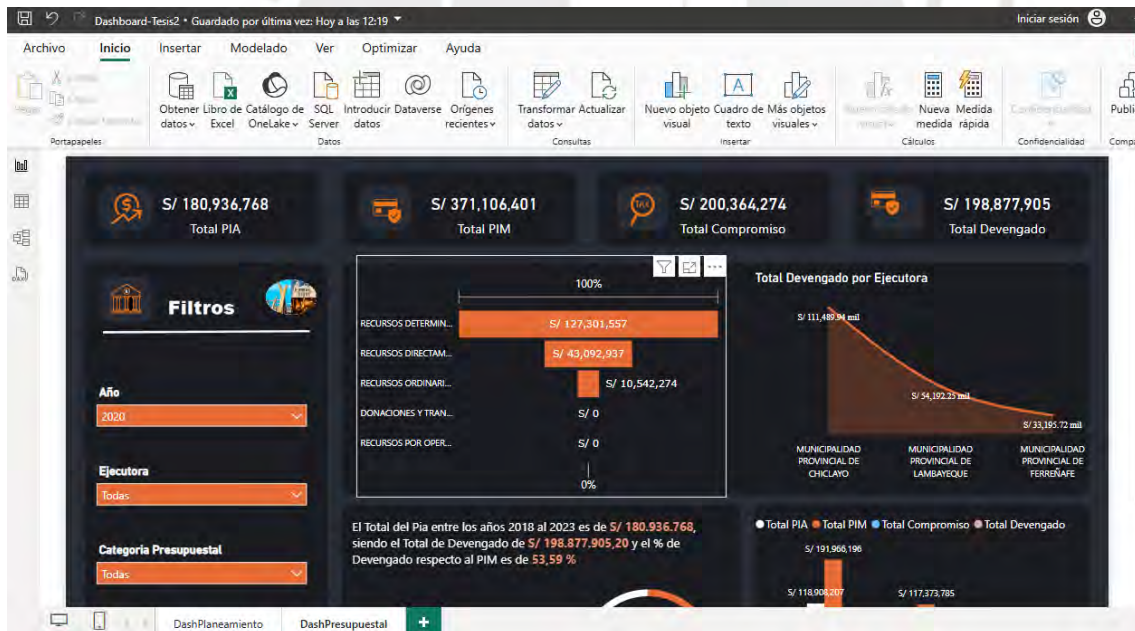 Dashboard-Tesis2 • Guardado por última vez: Hoy a las 12:19
Iniciar sesión
Archivo Inicio Insertar Modelado Ver Optimizar Ayuda
Obtener datos
Libro de Excel
Catálogo de OneLake
SQL Server
Introducir datos
Dataverse
Orígenes recientes
Transformar datos
Actualizar
Nuevo objeto visual
Cuadro de texto
Más objetos visuales
Nueva medida
Medida rápida
Portapapeles
Datos
Consultas
Insertar
Cálculos
Confidencialidad
S/ 180,936,768
Total PIA
S/ 371,106,401
Total PIM
TAX
S/ 200,364,274
Total Compromiso
S/ 198,877,905
Total Devengado
Filtros
Año
2020
Ejecutora
Todas
Categoria Presupuestal
Todas
100%
RECURSOS DETERMIN...
S/ 127,301,557
RECURSOS DIRECTAM...
S/ 43,092,937
RECURSOS ORDINARI...
S/ 10,542,274
DONACIONES Y TRAN...
S/ 0
RECURSOS POR OPER...
S/ 0
0%
Total Devengado por Ejecutora
S/ 111,489.94 mil
S/ 54,192.25 mil
S/ 33,195.72 mil
MUNICIPALIDAD PROVINCIAL DE CHICLAYO
MUNICIPALIDAD PROVINCIAL DE LAMBAYEQUE
MUNICIPALIDAD PROVINCIAL DE FERREÑAFE
El Total del Pia entre los años 2018 al 2023 es de S/ 180.936.768,
siendo el Total de Devengado de S/ 198.877.905,20 y el % de
Devengado respecto al PIM es de 53,59 %
Total PIA Total PIM Total Compromiso Total Devengado
S/ 191,966,196
S/ 118,908,207
S/ 117,373,785
DashPlaneamiento
DashPresupuestal